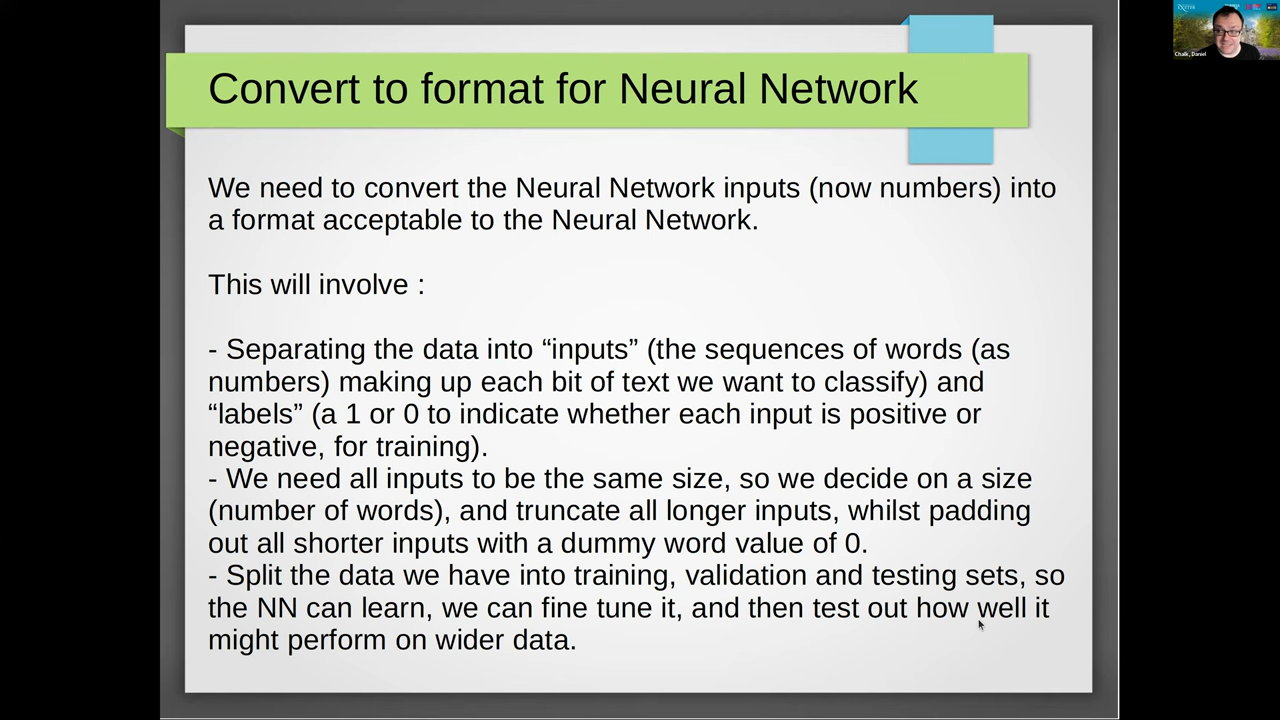 Convert to format for Neural Network
We need to convert the Neural Network inputs (now numbers) into
a format acceptable to the Neural Network.
This will involve :
- Separating the data into “inputs” (the sequences of words (as
numbers) making up each bit of text we want to classify) and
“labels” (a 1 or 0 to indicate whether each input is positive or
negative, for training).
- We need all inputs to be the same size, so we decide on a size
(number of words), and truncate all longer inputs, whilst padding
out all shorter inputs with a dummy word value of 0.
- Split the data we have into training, validation and testing sets, so
the NN can learn, we can fine tune it, and then test out how well it
might perform on wider data.
Chalk, Daniel